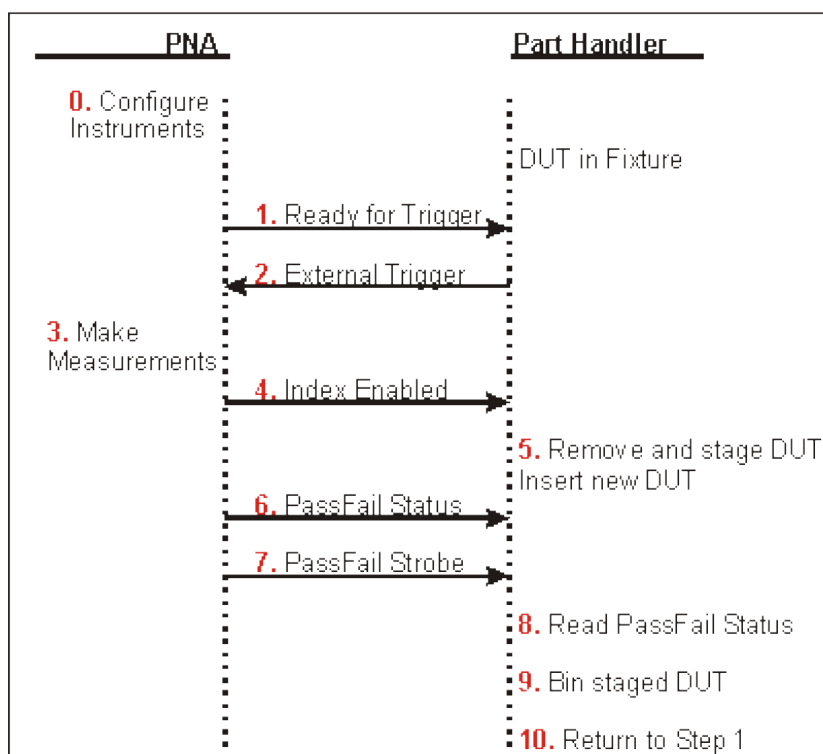 PNA
Part Handler
0. Configure
Instruments
DUT in Fixture
1. Ready for Trigger
2. External Trigger
3. Make
Measurements
4. Index Enabled
5. Remove and stage DUT
Insert new DUT
6. PassFail Status
7. PassFail Strobe
8. Read PassFail Status
9. Bin staged DUT
10. Return to Step 1